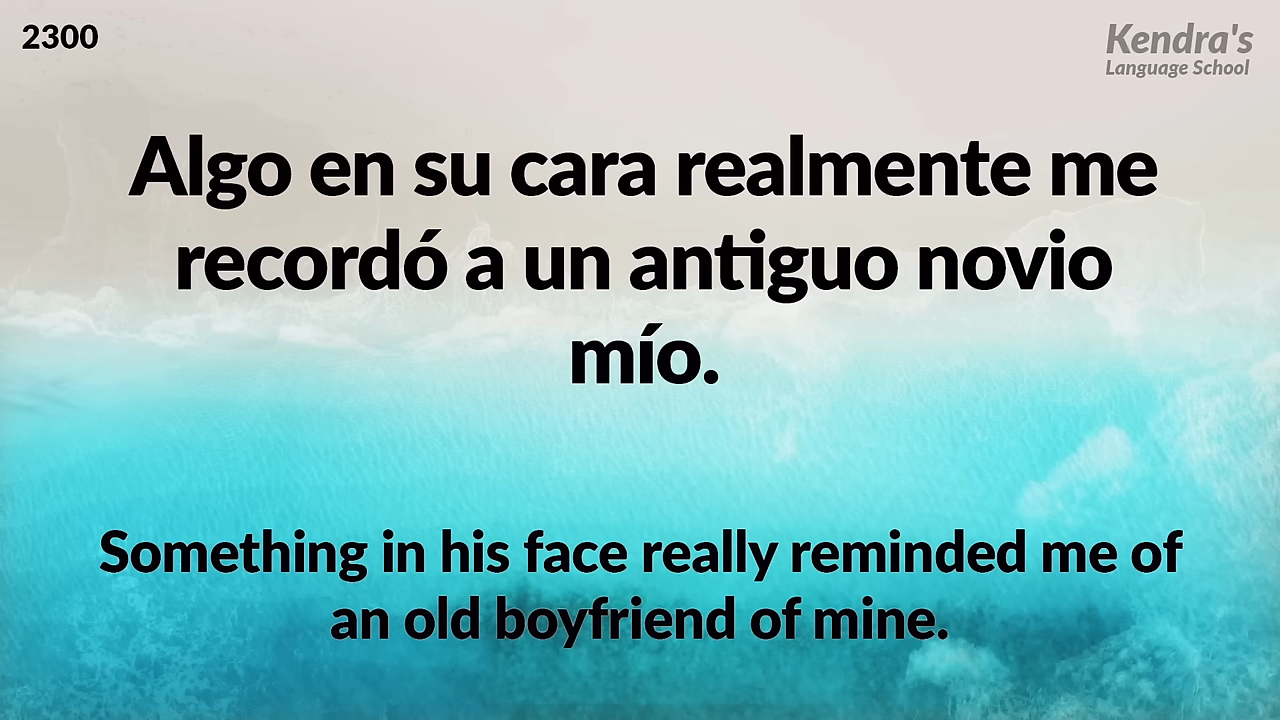 2300
Kendra's
Language School
Algo en su cara realmente me
recordó a un antiguo novio
mío.
Something in his face really reminded me of
an old boyfriend of mine.